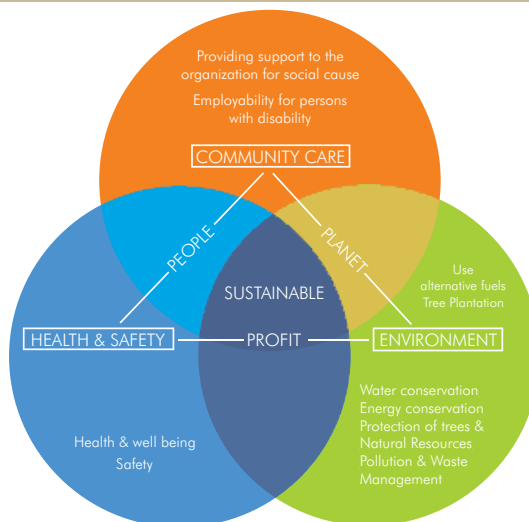 Providing support to the
organization for social cause
Employability for persons
with disability
COMMUNITY CARE
PEOPLE
PLANET
Use
alternative fuels
Tree Plantation
SUSTAINABLE
HEALTH & SAFETY
PROFIT
ENVIRONMENT
Water conservation
Energy conservation
Protection of trees &
Natural Resources
Pollution & Waste
Management
Health & well being
Safety